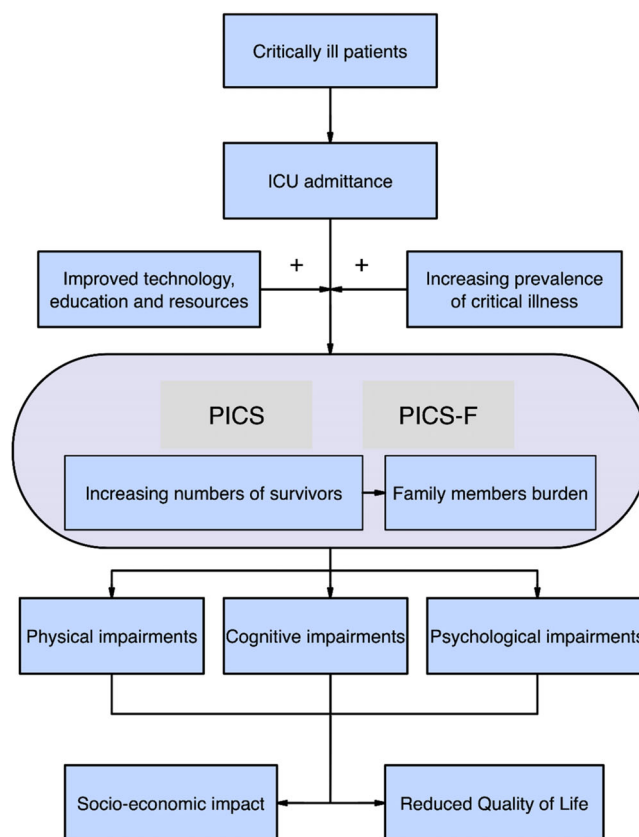 Critically ill patients
ICU admittance
+ +
Improved technology,
education and resources
Increasing prevalence
of critical illness
PICS
PICS-F
Increasing numbers of survivors
Family members burden
Physical impairments
Cognitive impairments
Psychological impairments
Socio-economic impact
Reduced Quality of Life